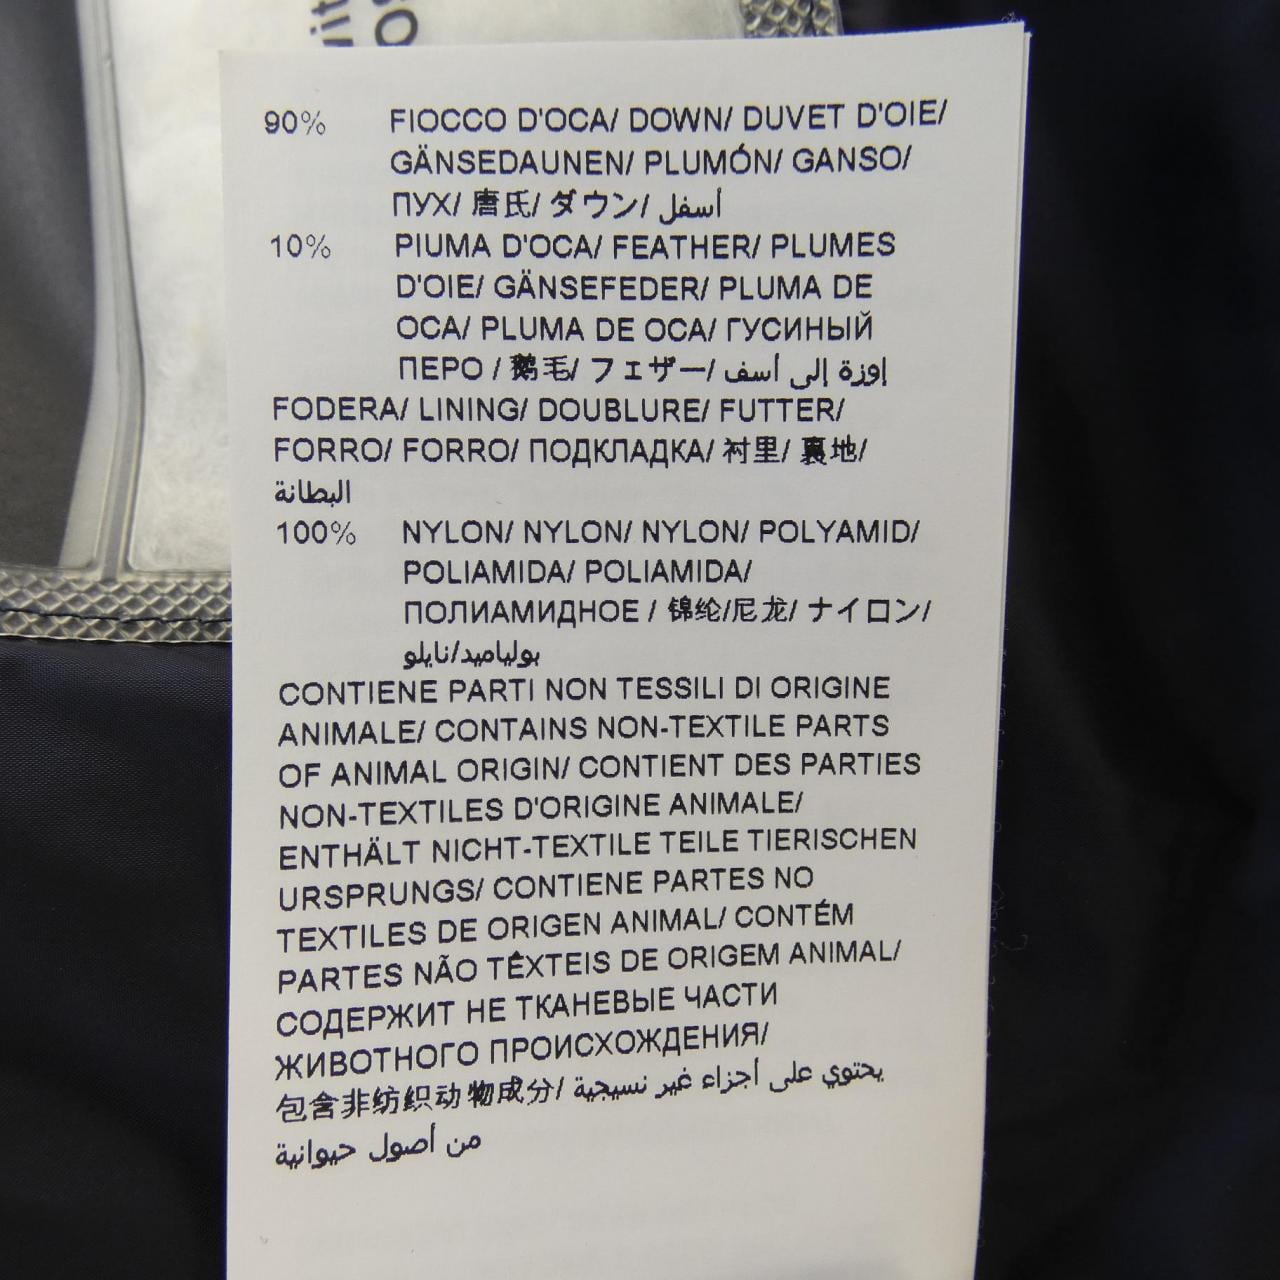 90% FIOCCO D'OCA/ DOWN/ DUVET D'OIE/
GÄNSEDAUNEN/ PLUMÓN/ GANSO/
ПУХ/ 唐氏/ ダウン/ أسفل
10% PIUMA D'OCA/ FEATHER/ PLUMES
D'OIE/ GÄNSEFEDER/ PLUMA DE
OCA/ PLUMA DE OCA/ ГУСИНЫЙ
ПЕРО / 鹅毛/ フェザー/ إوزة إلى أسف
FODERA/ LINING/ DOUBLURE/ FUTTER/
FORRO/ FORRO/ ПОДКЛАДКА/ 衬里/ 裏地/
البطانة
100% NYLON/ NYLON/ NYLON/ POLYAMID/
POLIAMIDA/ POLIAMIDA/
ПОЛИАМИДНОЕ / 锦纶/尼龙/ ナイロン/
بولياميد/نايلو
CONTIENE PARTI NON TESSILI DI ORIGINE
ANIMALE/ CONTAINS NON-TEXTILE PARTS
OF ANIMAL ORIGIN/ CONTIENT DES PARTIES
NON-TEXTILES D'ORIGINE ANIMALE/
ENTHÄLT NICHT-TEXTILE TEILE TIERISCHEN
URSPRUNGS/ CONTIENE PARTES NO
TEXTILES DE ORIGEN ANIMAL/ CONTÉM
PARTES NÃO TÊXTEIS DE ORIGEM ANIMAL/
СОДЕРЖИТ НЕ ТКАНЕВЫЕ ЧАСТИ
ЖИВОТНОГО ПРОИСХОЖДЕНИЯ/
包含非纺织动物成分/ يحتوي على أجزاء غير نسيجية
من أصول حيوانية